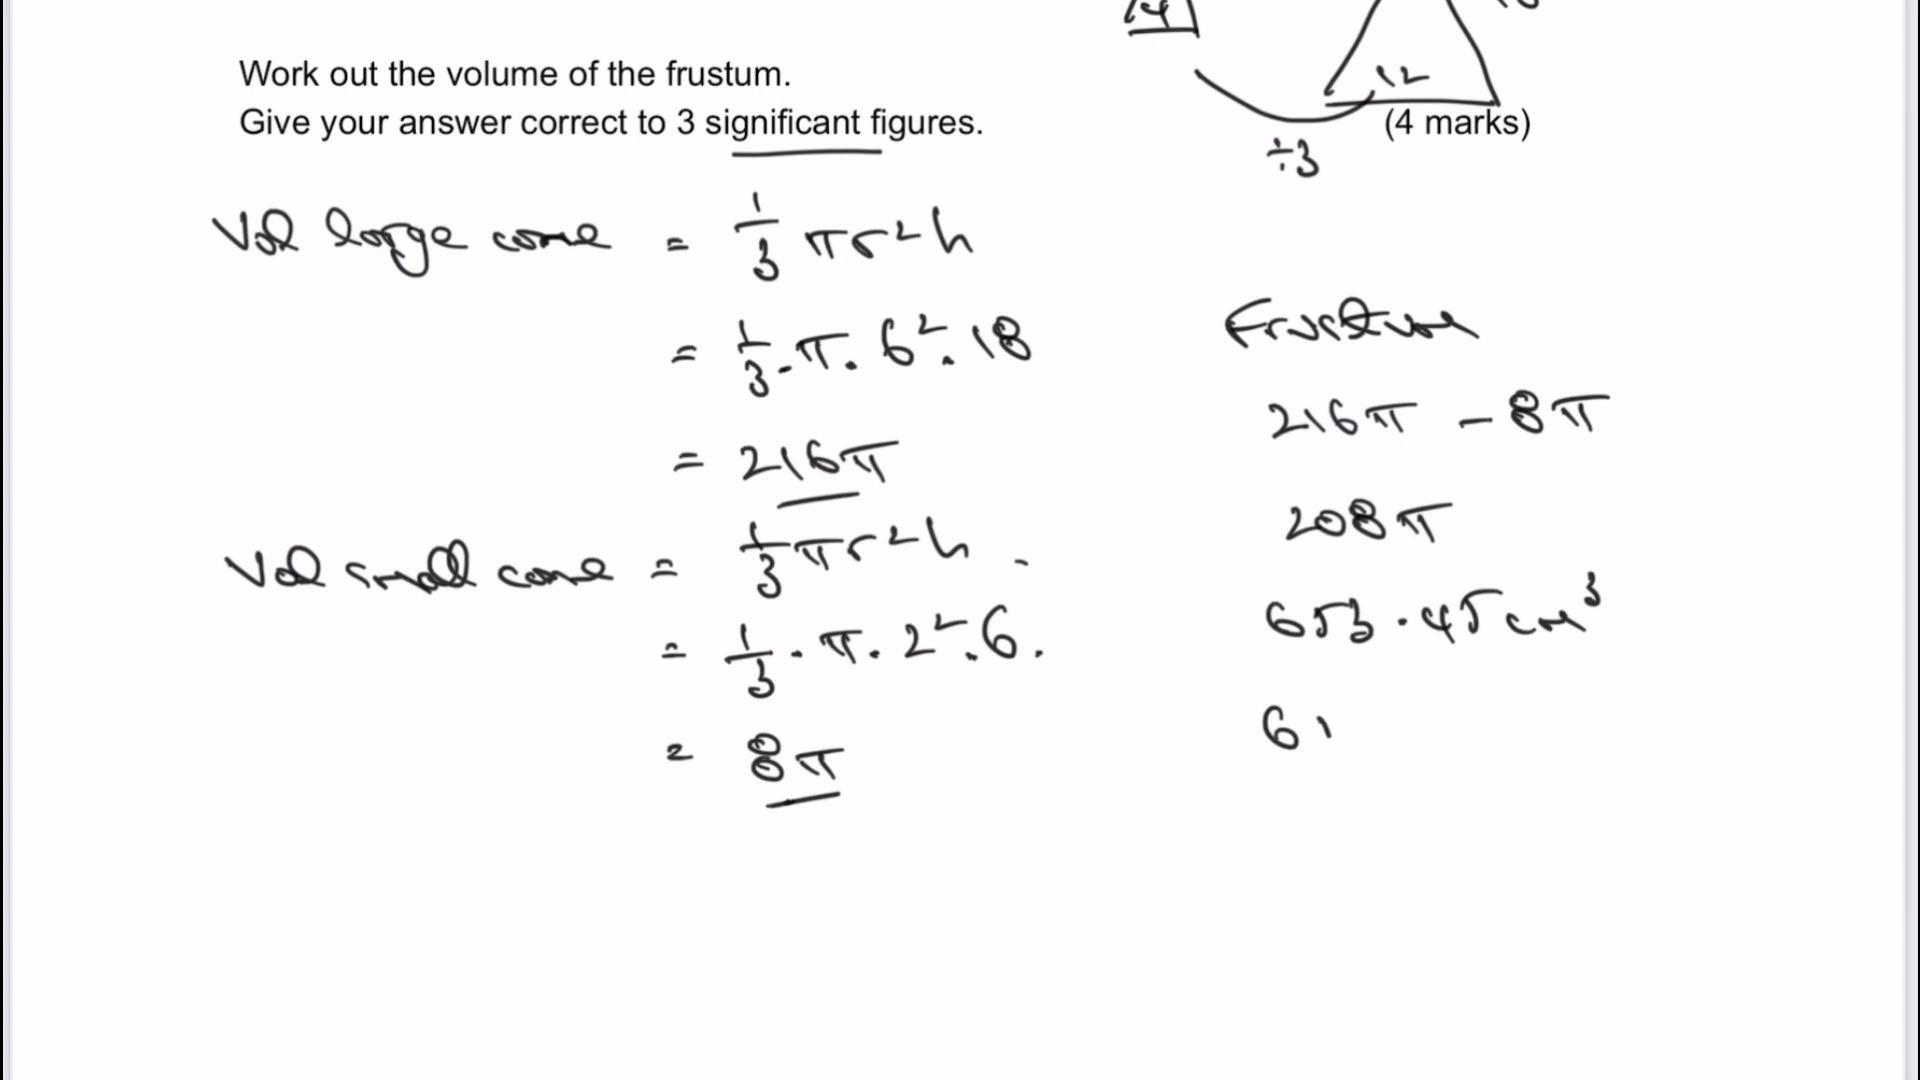 4
12
Work out the volume of the frustum.
Give your answer correct to 3 significant figures.
(4 marks)
÷3
Vol large cone = 1/3 πr²h
= 1/3 · π · 6² · 18
= 216π
Vol small cone = 1/3 πr²h
= 1/3 · π · 2² · 6
= 8π
Frustum
216π - 8π
208π
653.45cm³
6